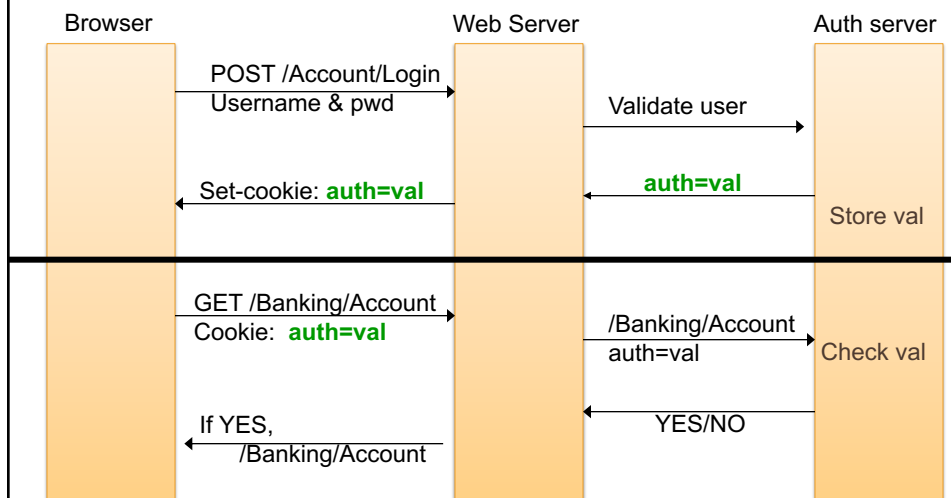 Browser
Web Server
Auth server
POST /Account/Login
Username & pwd
Validate user
Set-cookie: auth=val
auth=val
Store val
GET /Banking/Account
Cookie: auth=val
/Banking/Account
auth=val
Check val
YES/NO
If YES,
/Banking/Account